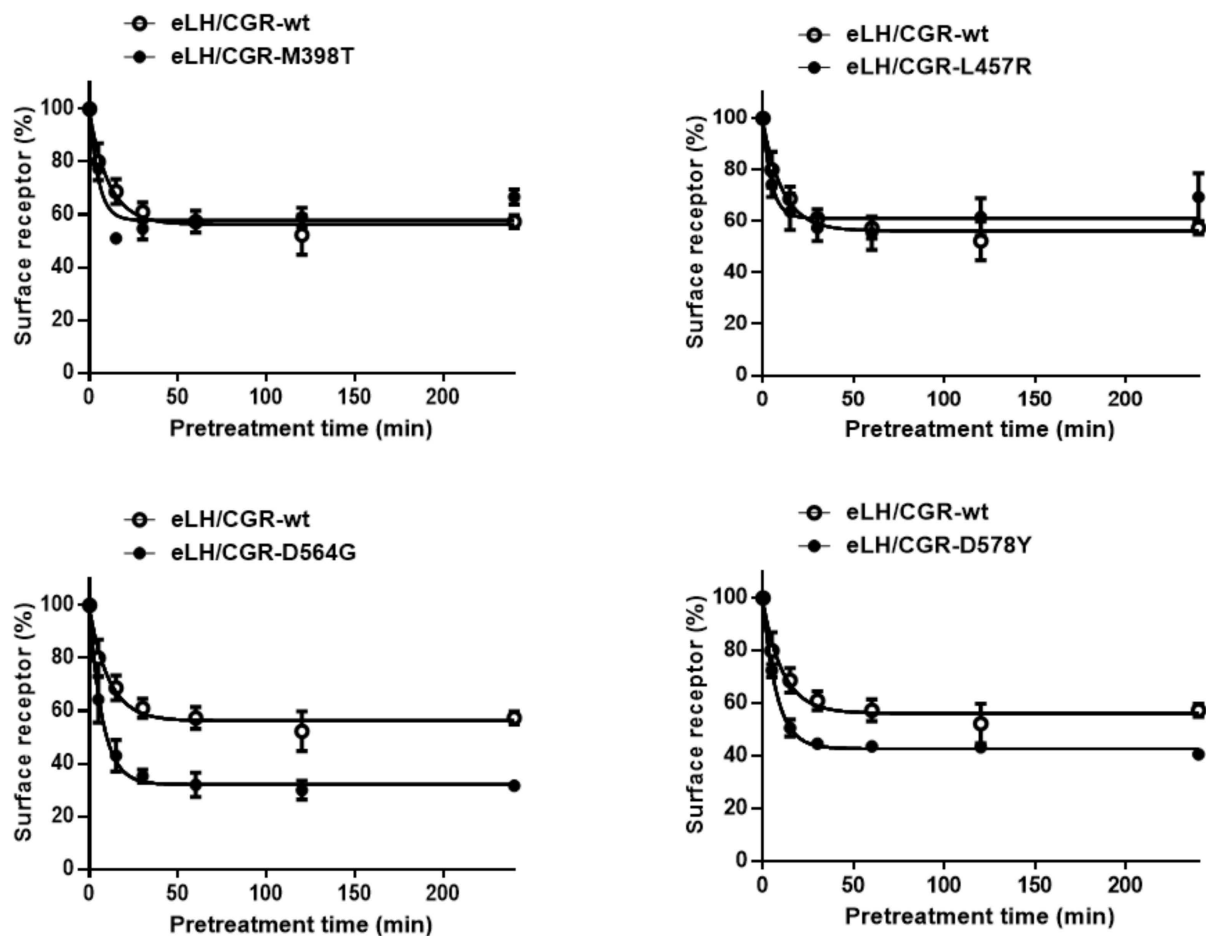 eLH/CGR-wt
eLH/CGR-M398T
Surface receptor (%)
100
80
60
40
20
0
0 50 100 150 200
Pretreatment time (min)
eLH/CGR-wt
eLH/CGR-L457R
Surface receptor (%)
100
80
60
40
20
0
0 50 100 150 200
Pretreatment time (min)
eLH/CGR-wt
eLH/CGR-D564G
Surface receptor (%)
100
80
60
40
20
0
0 50 100 150 200
Pretreatment time (min)
eLH/CGR-wt
eLH/CGR-D578Y
Surface receptor (%)
100
80
60
40
20
0
0 50 100 150 200
Pretreatment time (min)